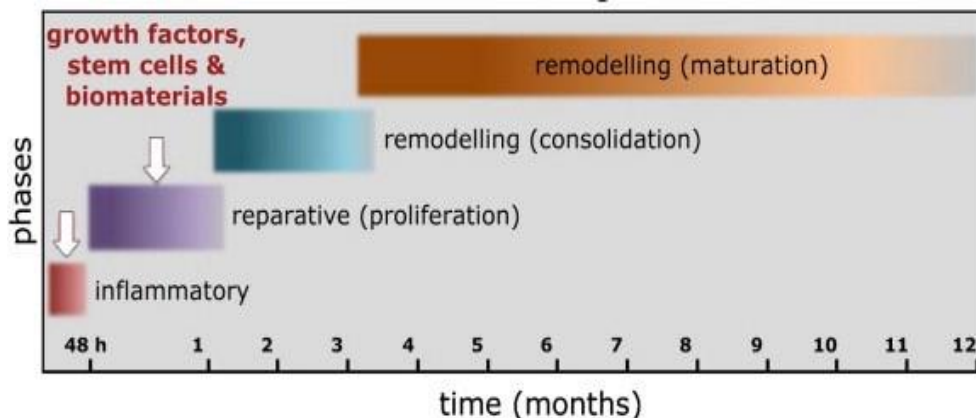 growth factors,
stem cells &
biomaterials
remodelling (maturation)
remodelling (consolidation)
reparative (proliferation)
inflammatory
phases
48 h 1 2 3 4 5 6 7 8 9 10 11 12
time (months)